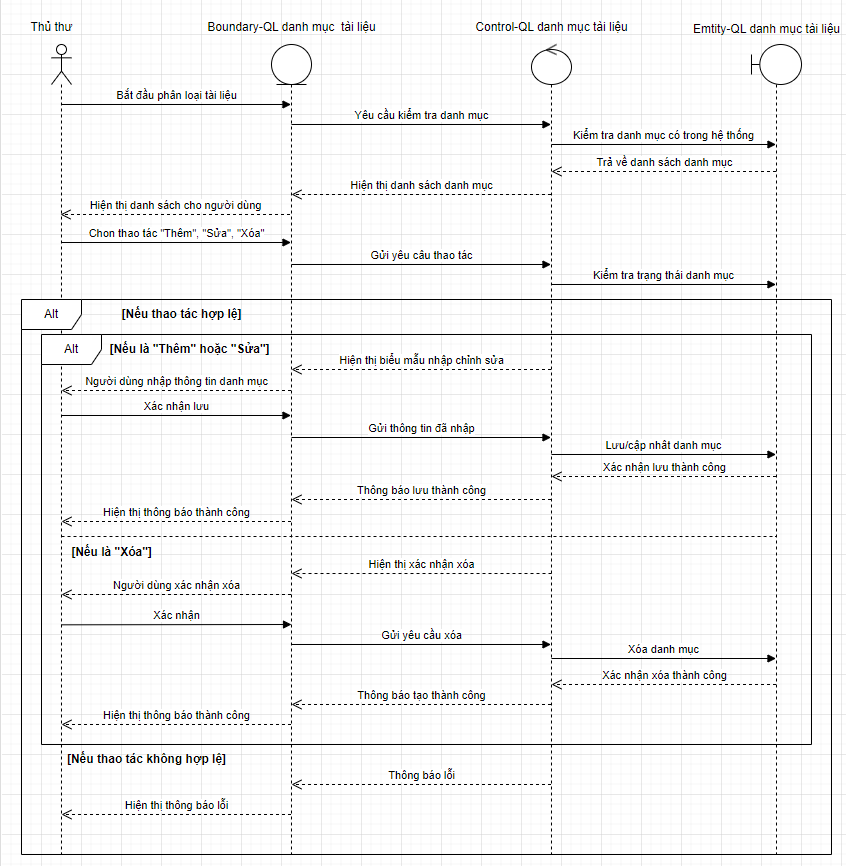 Thủ thư
Boundary-QL danh mục tài liệu
Control-QL danh mục tài liệu
Emtity-QL danh mục tài liệu
Bắt đầu phân loại tài liệu
Yêu cầu kiểm tra danh mục
Kiểm tra danh mục có trong hệ thống
Trả về danh sách danh mục
Hiện thị danh sách danh mục
Hiện thị danh sách cho người dùng
Chon thao tác "Thêm", "Sửa", "Xóa"
Gửi yêu câu thao tác
Kiểm tra trạng thái danh mục
Alt
[Nếu thao tác hợp lệ]
Alt
[Nếu là "Thêm" hoặc "Sửa"]
Hiện thị biểu mẫu nhập chỉnh sửa
Người dùng nhập thông tin danh mục
Xác nhận lưu
Gửi thông tin đã nhập
Lưu/cập nhất danh mục
Xác nhận lưu thành công
Thông báo lưu thành công
Hiện thị thông báo thành công
[Nếu là "Xóa"]
Hiện thị xác nhận xóa
Người dùng xác nhận xóa
Xác nhận
Gửi yêu cầu xóa
Xóa danh mục
Xác nhận xóa thành công
Thông báo tạo thành công
Hiện thị thông báo thành công
[Nếu thao tác không hợp lệ]
Thông báo lỗi
Hiện thị thông báo lỗi